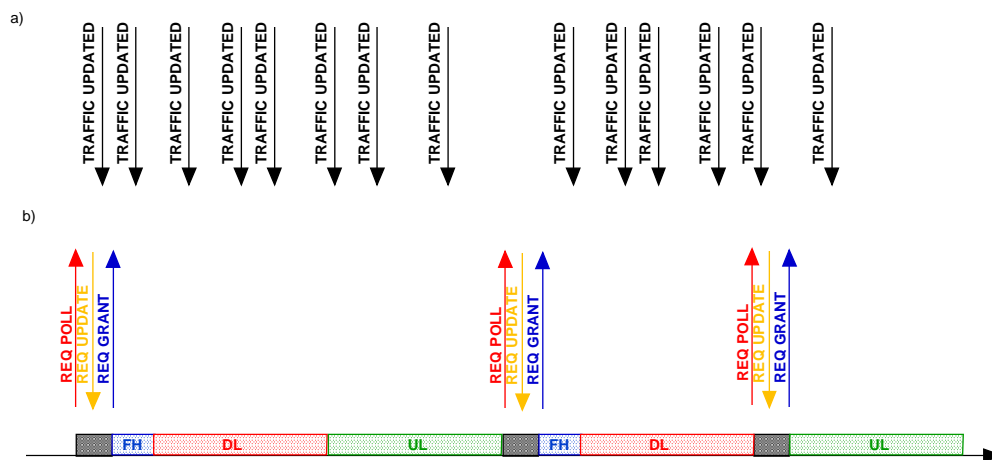 a)
TRAFFIC UPDATED
TRAFFIC UPDATED
TRAFFIC UPDATED
TRAFFIC UPDATED
TRAFFIC UPDATED
TRAFFIC UPDATED
TRAFFIC UPDATED
TRAFFIC UPDATED
TRAFFIC UPDATED
TRAFFIC UPDATED
TRAFFIC UPDATED
TRAFFIC UPDATED
TRAFFIC UPDATED
TRAFFIC UPDATED
b)
REQ POLL
REQ UPDATE
REQ GRANT
REQ POLL
REQ UPDATE
REQ GRANT
REQ POLL
REQ UPDATE
REQ GRANT
FH
DL
UL
FH
DL
UL